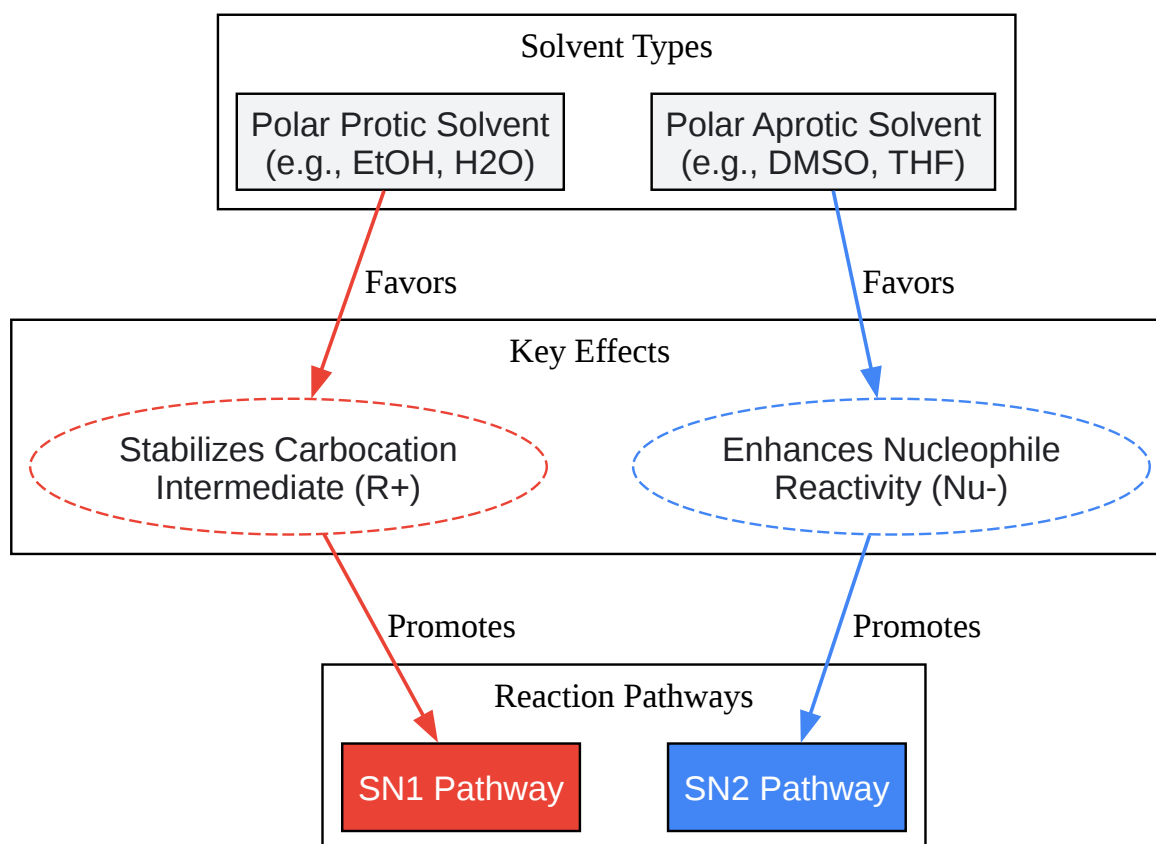 Solvent Types
Polar Protic Solvent
(e.g., EtOH, H2O)
Polar Aprotic Solvent
(e.g., DMSO, THF)
Favors
Favors
Key Effects
Stabilizes Carbocation
Intermediate (R+)
Enhances Nucleophile
Reactivity (Nu-)
Promotes
Promotes
Reaction Pathways
SN1 Pathway
SN2 Pathway